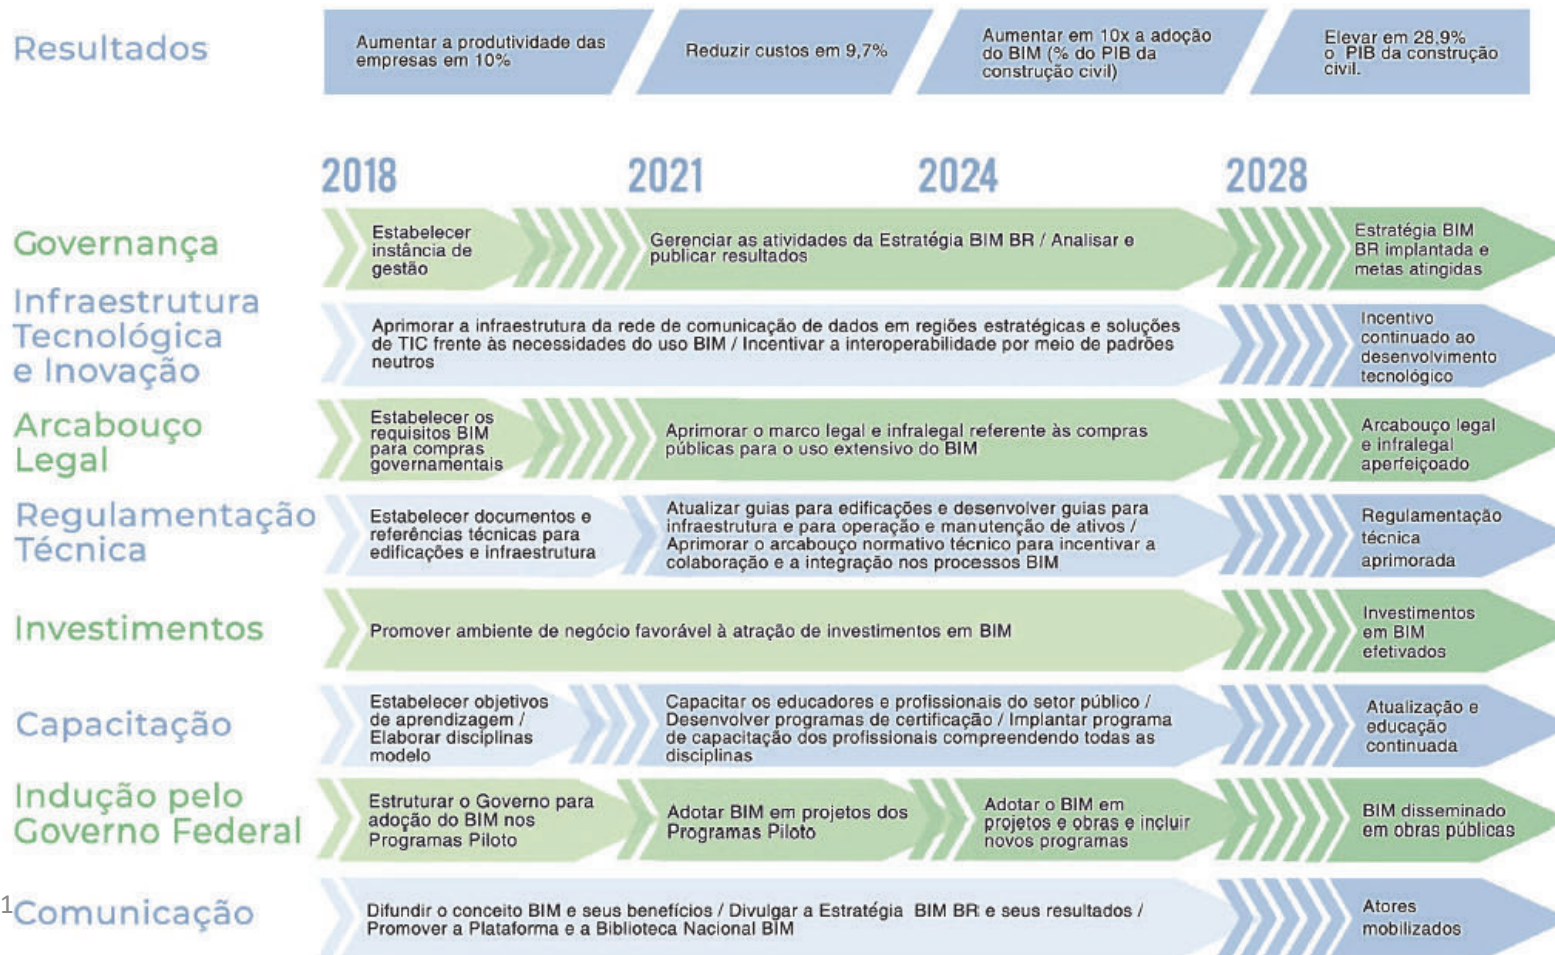 Resultados
Aumentar a produtividade das
empresas em 10%
Reduzir custos em 9,7%
Aumentar em 10x a adoção
do BIM (% do PIB da
construção civil)
Elevar em 28,9%
o PIB da construção
civil.
2018
2021
2024
2028
Governança
Estabelecer
instância de
gestão
Gerenciar as atividades da Estratégia BIM BR / Analisar e
publicar resultados
Estratégia BIM
BR implantada e
metas atingidas
Infraestrutura
Tecnológica
e Inovação
Aprimorar a infraestrutura da rede de comunicação de dados em regiões estratégicas e soluções
de TIC frente às necessidades do uso BIM / Incentivar a interoperabilidade por meio de padrões
neutros
Incentivo
continuado ao
desenvolvimento
tecnológico
Arcabouço
Legal
Estabelecer os
requisitos BIM
para compras
governamentais
Aprimorar o marco legal e infralegal referente às compras
públicas para o uso extensivo do BIM
Arcabouço legal
e infralegal
aperfeiçoado
Regulamentação
Técnica
Estabelecer documentos e
referências técnicas para
edificações e infraestrutura
Atualizar guias para edificações e desenvolver guias para
infraestrutura e para operação e manutenção de ativos /
Aprimorar o arcabouço normativo técnico para incentivar a
colaboração e a integração nos processos BIM
Regulamentação
técnica
aprimorada
Investimentos
Promover ambiente de negócio favorável à atração de investimentos em BIM
Investimentos
em BIM
efetivados
Capacitação
Estabelecer objetivos
de aprendizagem /
Elaborar disciplinas
modelo
Capacitar os educadores e profissionais do setor público /
Desenvolver programas de certificação / Implantar programa
de capacitação dos profissionais compreendendo todas as
disciplinas
Atualização e
educação
continuada
Indução pelo
Governo Federal
Estruturar o Governo para
adoção do BIM nos
Programas Piloto
Adotar BIM em projetos dos
Programas Piloto
Adotar o BIM em
projetos e obras e incluir
novos programas
BIM disseminado
em obras públicas
1
Comunicação
Difundir o conceito BIM e seus benefícios / Divulgar a Estratégia BIM BR e seus resultados /
Promover a Plataforma e a Biblioteca Nacional BIM
Atores
mobilizados